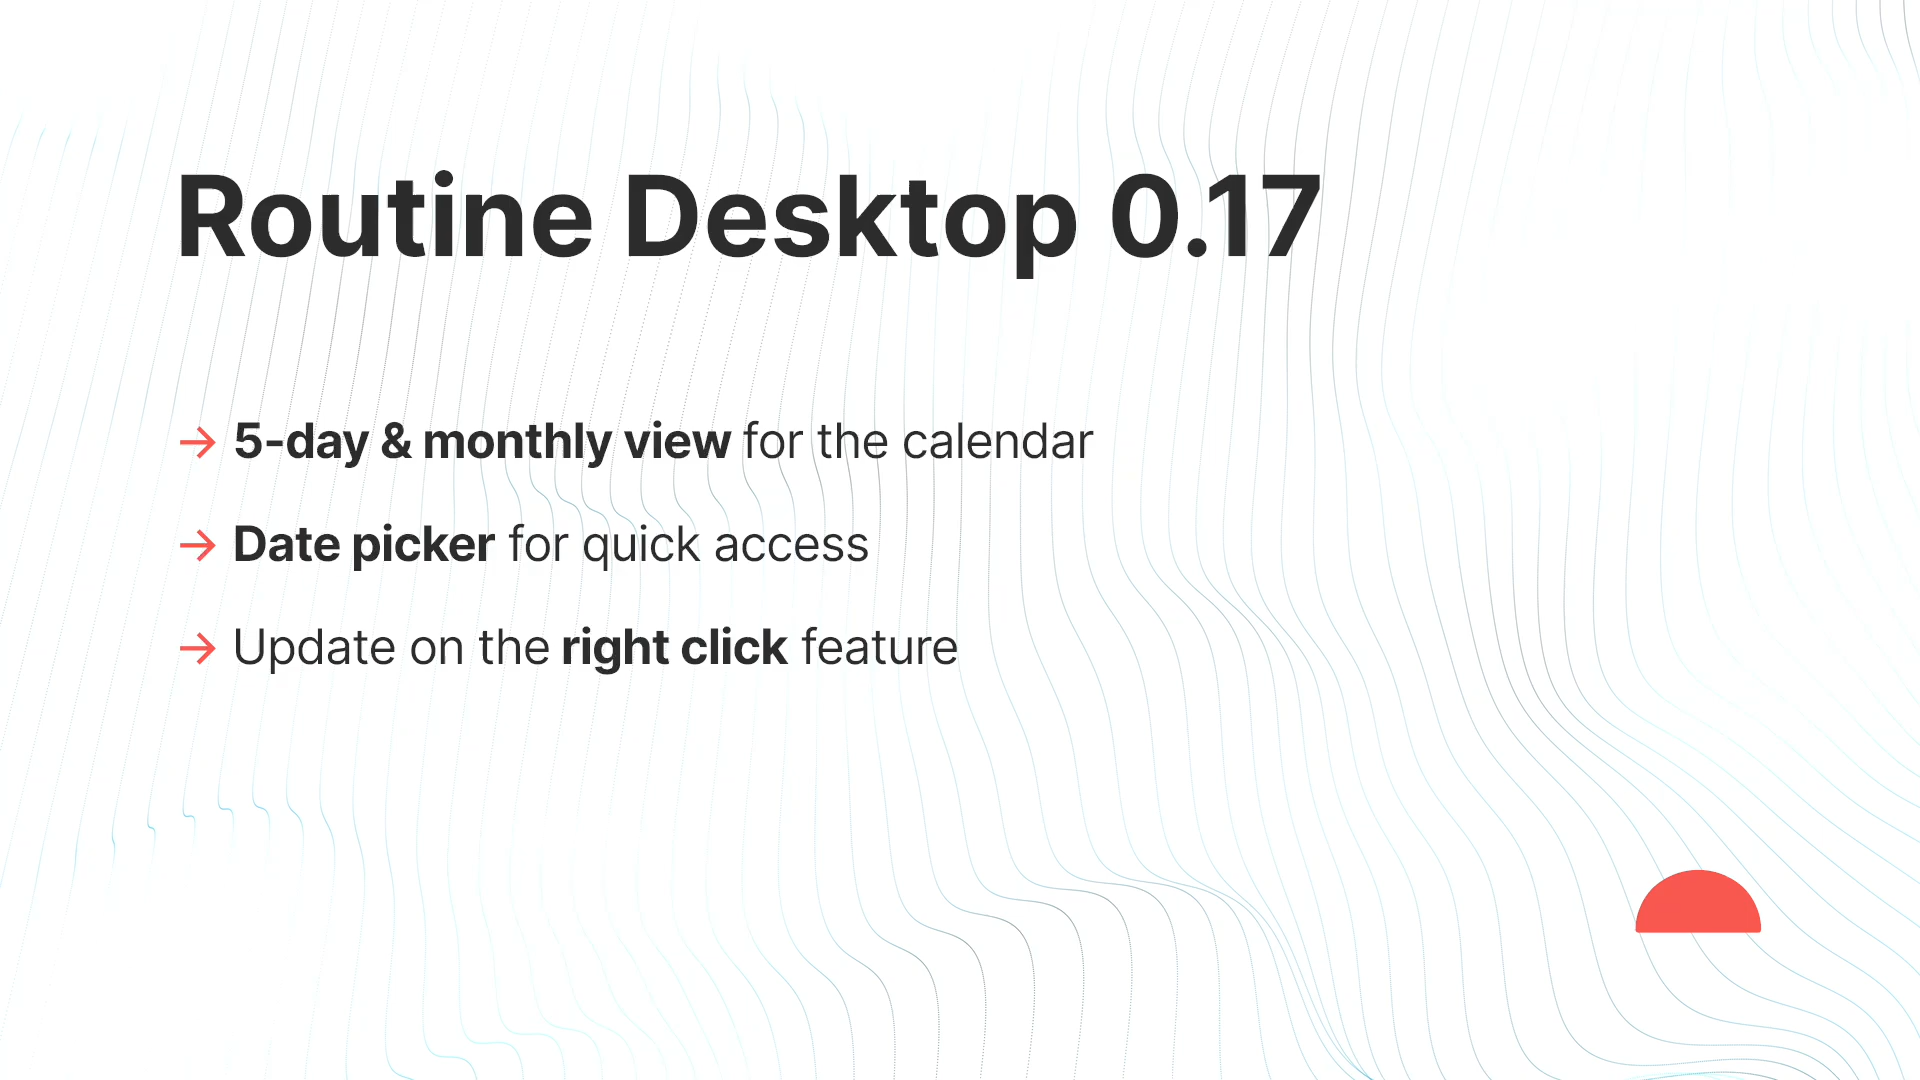 Routine Desktop 0.17
→ 5-day & monthly view for the calendar
→ Date picker for quick access
→ Update on the right click feature